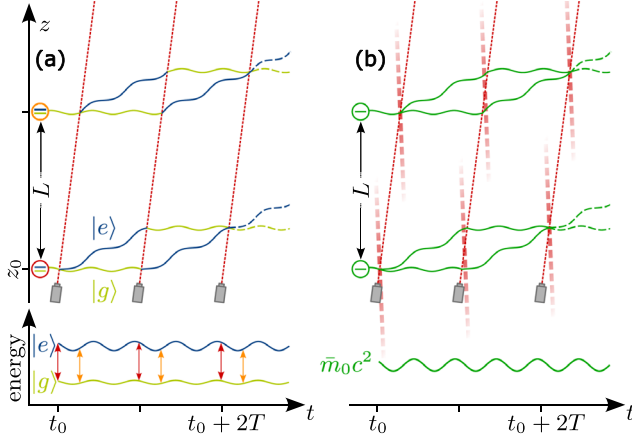 z
(a)
(b)
L
L
|e⟩
z₀
|g⟩
energy
|e⟩
|g⟩
m̄₀c²
t₀
t₀ + 2T
t
t₀
t₀ + 2T
t